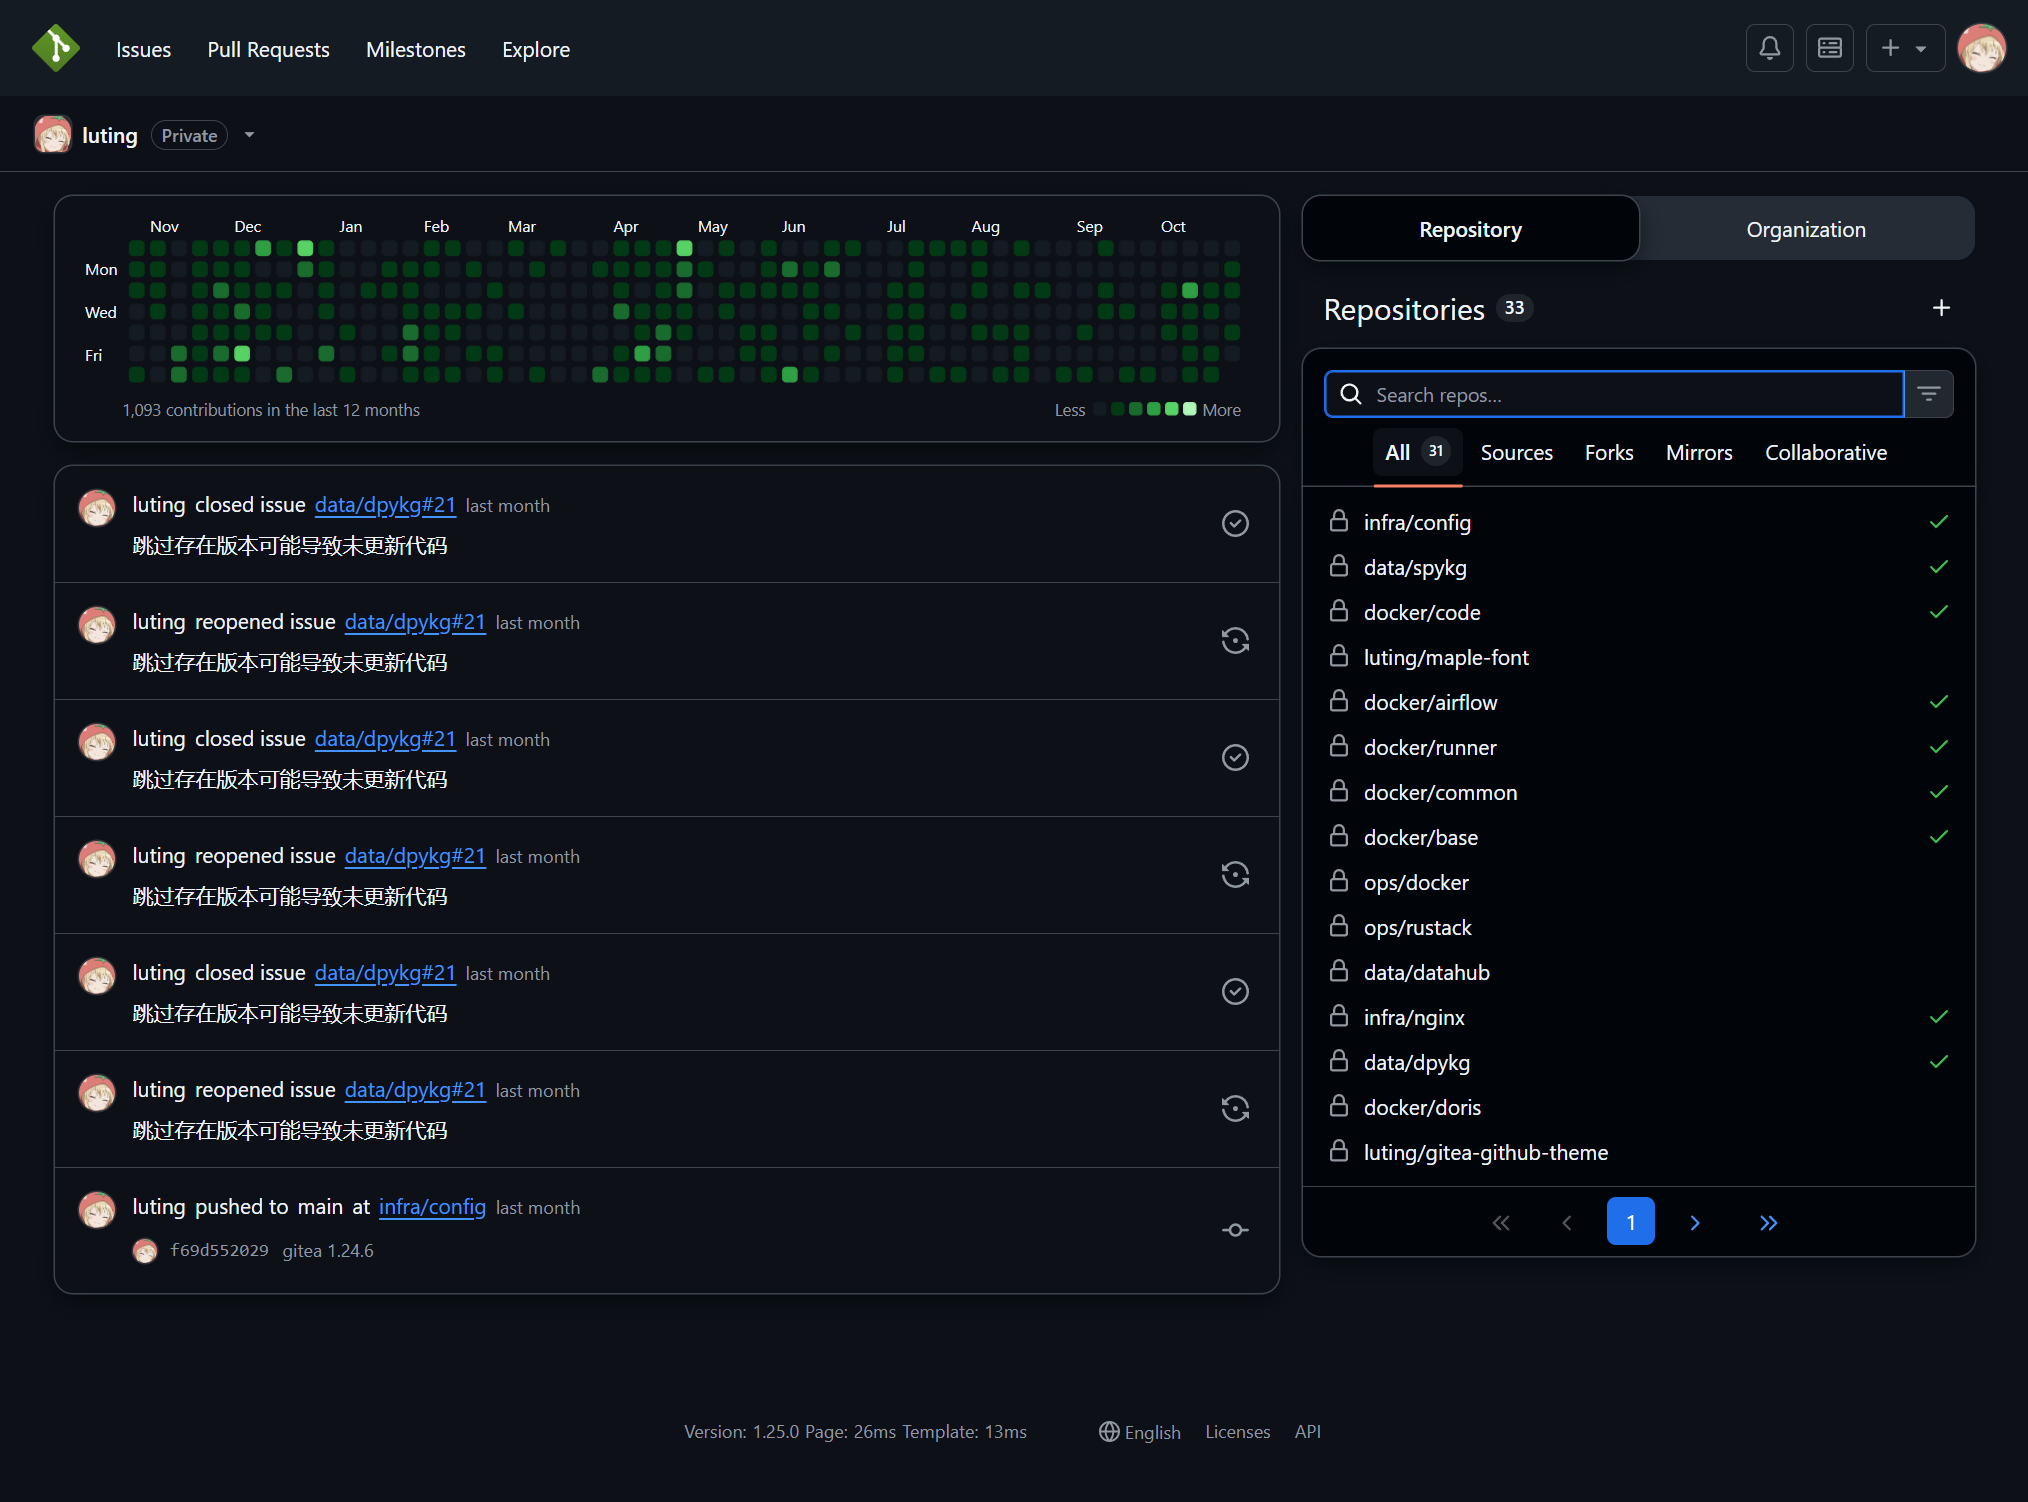 Issues Pull Requests Milestones Explore
luting Private
Nov Dec Jan Feb Mar Apr May Jun Jul Aug Sep Oct
Mon
Wed
Fri
1,093 contributions in the last 12 months Less More
luting closed issue data/dpykg#21 last month
跳过存在版本可能导致未更新代码
luting reopened issue data/dpykg#21 last month
跳过存在版本可能导致未更新代码
luting closed issue data/dpykg#21 last month
跳过存在版本可能导致未更新代码
luting reopened issue data/dpykg#21 last month
跳过存在版本可能导致未更新代码
luting closed issue data/dpykg#21 last month
跳过存在版本可能导致未更新代码
luting reopened issue data/dpykg#21 last month
跳过存在版本可能导致未更新代码
luting pushed to main at infra/config last month
f69d552029 gitea 1.24.6
Repository Organization
Repositories 33
Search repos...
All 31 Sources Forks Mirrors Collaborative
infra/config
data/spykg
docker/code
luting/maple-font
docker/airflow
docker/runner
docker/common
docker/base
ops/docker
ops/rustack
data/datahub
infra/nginx
data/dpykg
docker/doris
luting/gitea-github-theme
1
Version: 1.25.0 Page: 26ms Template: 13ms English Licenses API